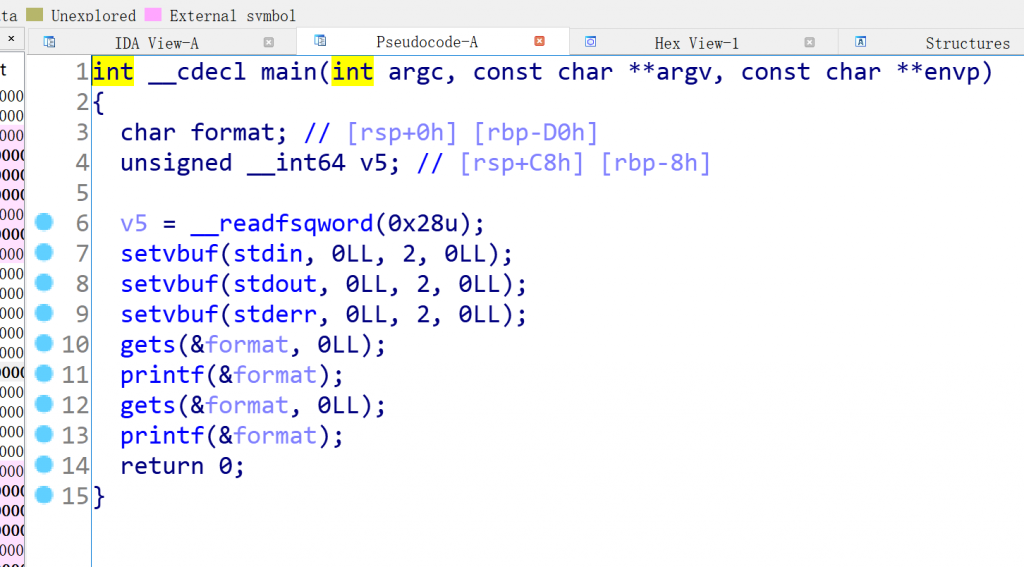 ta Unexplored External symbol
IDA View-A Pseudocode-A Hex View-1 Structures
1 int __cdecl main(int argc, const char **argv, const char **envp)
2 {
3 char format; // [rsp+0h] [rbp-D0h]
4 unsigned __int64 v5; // [rsp+C8h] [rbp-8h]
5
6 v5 = __readfsqword(0x28u);
7 setvbuf(stdin, 0LL, 2, 0LL);
8 setvbuf(stdout, 0LL, 2, 0LL);
9 setvbuf(stderr, 0LL, 2, 0LL);
10 gets(&format, 0LL);
11 printf(&format);
12 gets(&format, 0LL);
13 printf(&format);
14 return 0;
15 }